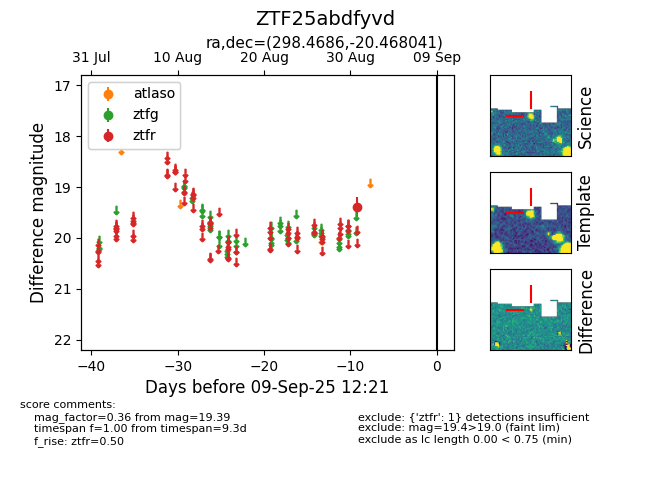 ZTF25abdfyvd
ra,dec=(298.4686,-20.468041)
31 Jul
10 Aug
20 Aug
30 Aug
09 Sep
17
18
19
20
21
22
Difference magnitude
atlaso
ztfg
ztfr
−40
−30
−20
−10
0
Days before 09-Sep-25 12:21
Science
Template
Difference
score comments:
mag_factor=0.36 from mag=19.39
timespan f=1.00 from timespan=9.3d
f_rise: ztfr=0.50
exclude: {'ztfr': 1} detections insufficient
exclude: mag=19.4>19.0 (faint lim)
exclude as lc length 0.00 < 0.75 (min)